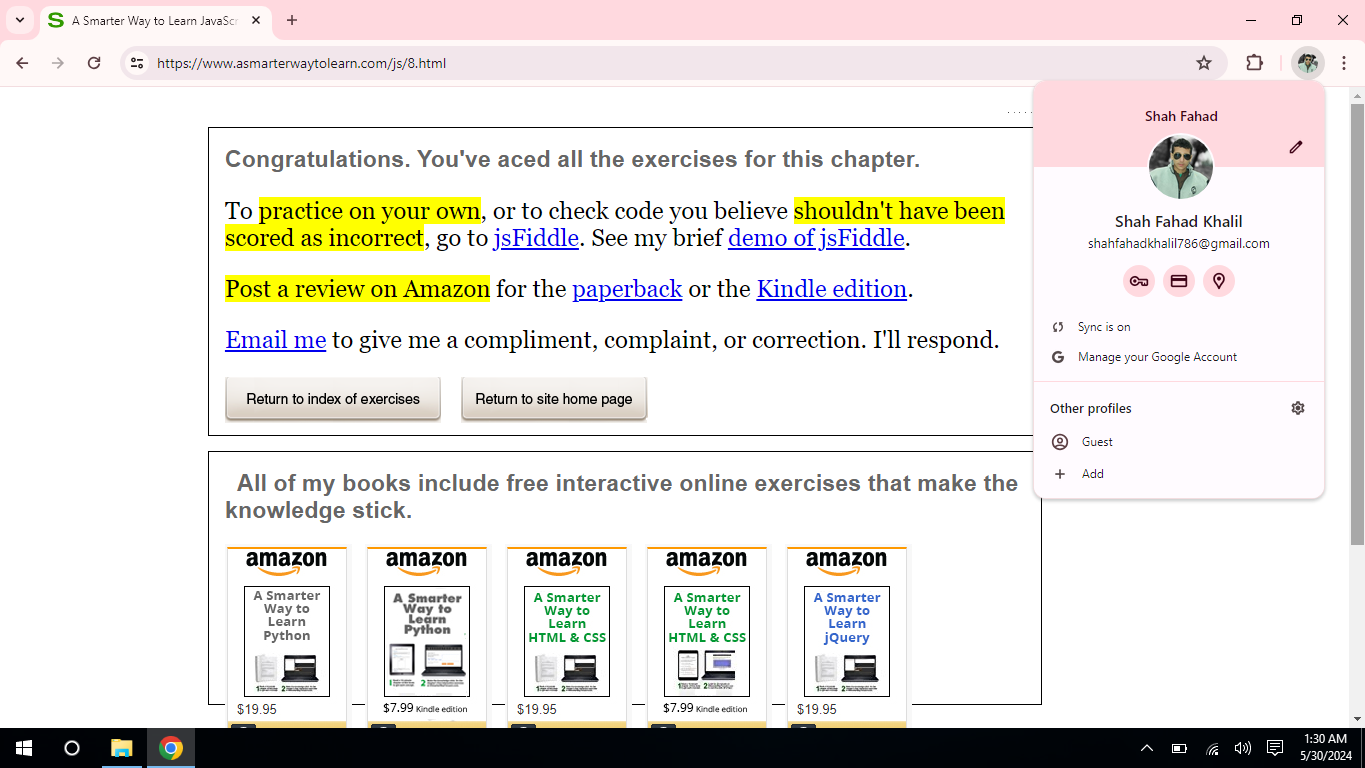 A Smarter Way to Learn JavaScr
https://www.asmarterwaytolearn.com/js/8.html
Shah Fahad
Shah Fahad Khalil
shahfahadkhalil786@gmail.com
Sync is on
Manage your Google Account
Other profiles
Guest
Add
Congratulations. You've aced all the exercises for this chapter.
To practice on your own, or to check code you believe shouldn't have been
scored as incorrect, go to jsFiddle. See my brief demo of jsFiddle.
Post a review on Amazon for the paperback or the Kindle edition.
Email me to give me a compliment, complaint, or correction. I'll respond.
Return to index of exercises
Return to site home page
All of my books include free interactive online exercises that make the
knowledge stick.
amazon
A Smarter
Way to
Learn
Python
$19.95
amazon
A Smarter
Way to
Learn
Python
$7.99 Kindle edition
amazon
A Smarter
Way to
Learn
HTML & CSS
$19.95
amazon
A Smarter
Way to
Learn
HTML & CSS
$7.99 Kindle edition
amazon
A Smarter
Way to
Learn
jQuery
$19.95
1:30 AM
5/30/2024